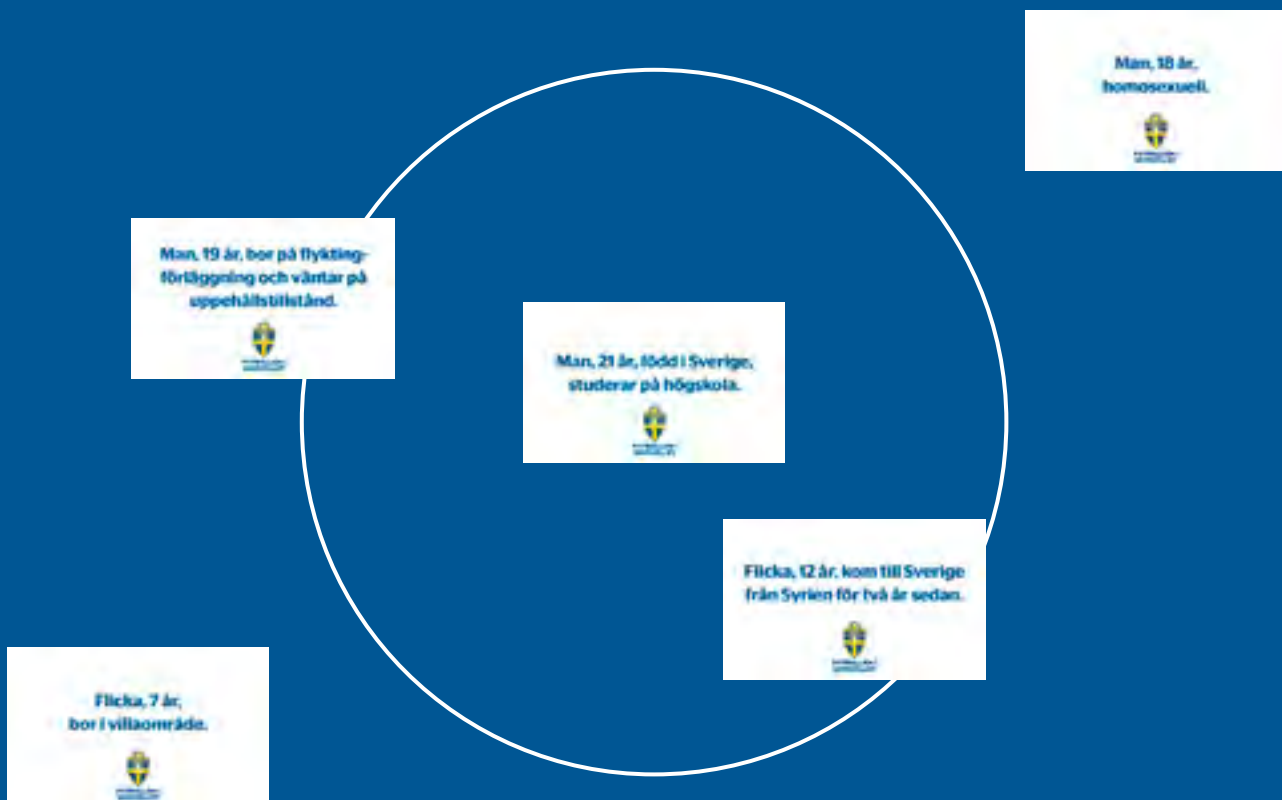 Man, 18 år,
homosexuell.
Man, 19 år, bor på flykting-
förläggning och väntar på
uppehållstillstånd.
Man, 21 år, född i Sverige,
studerar på högskola.
Flicka, 12 år, kom till Sverige
från Syrien för två år sedan.
Flicka, 7 år,
bor i villaområde.